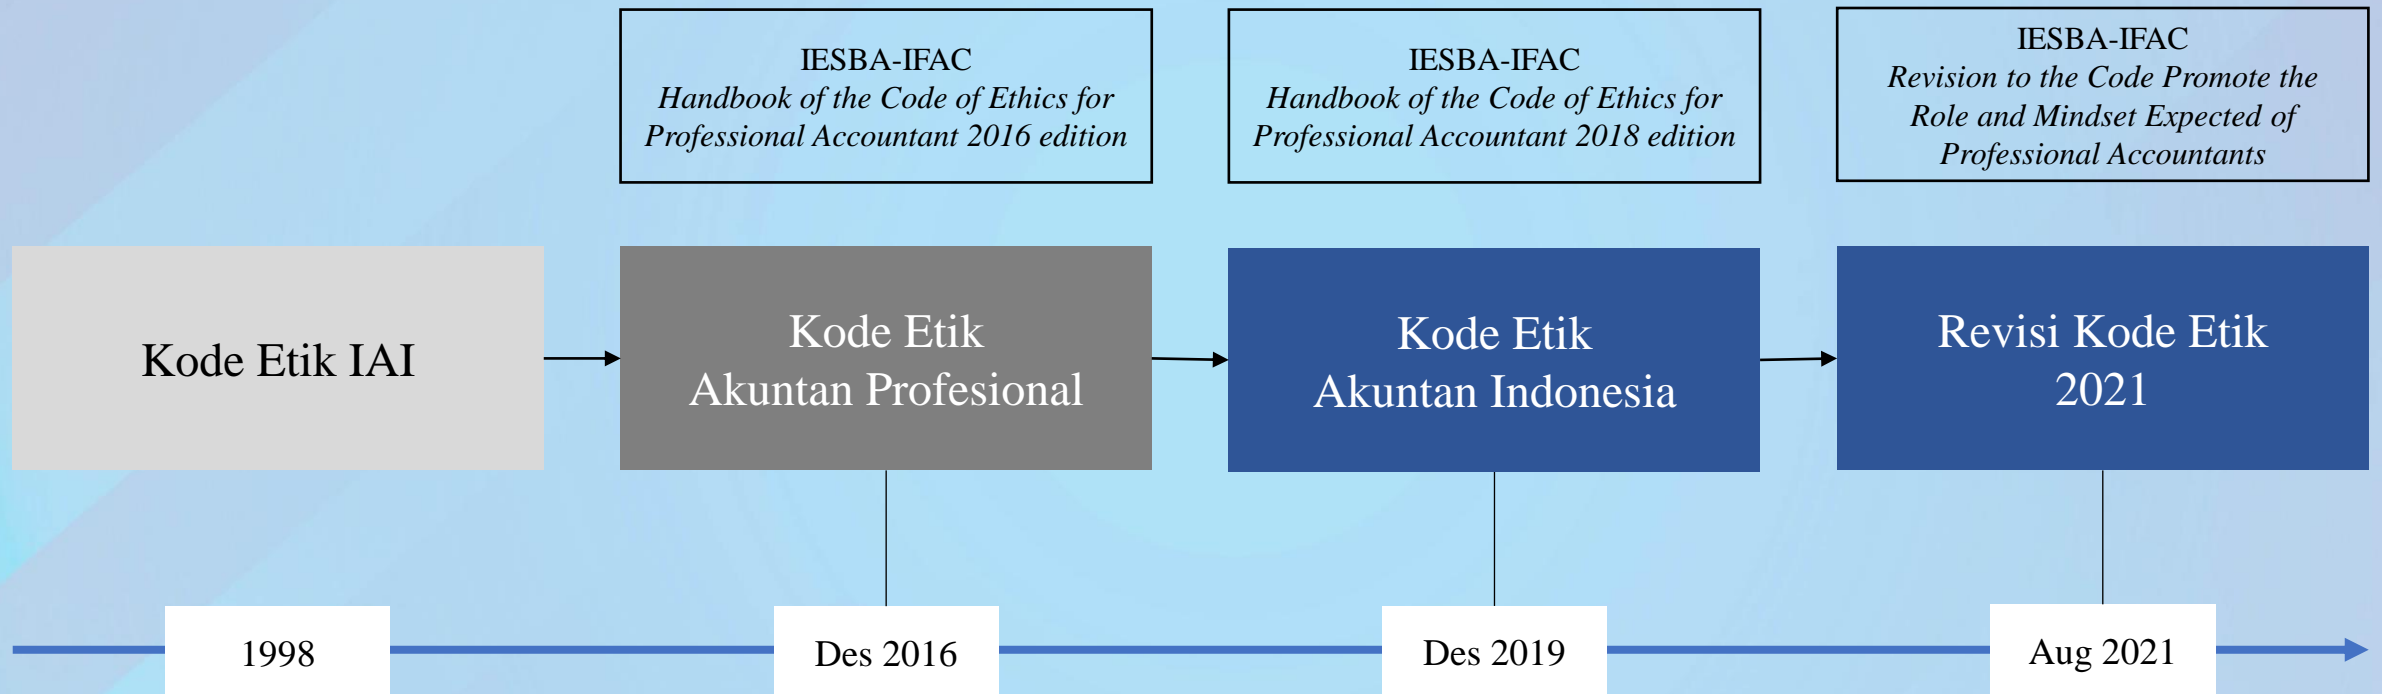 IESBA-IFAC
Handbook of the Code of Ethics for
Professional Accountant 2016 edition
IESBA-IFAC
Handbook of the Code of Ethics for
Professional Accountant 2018 edition
IESBA-IFAC
Revision to the Code Promote the
Role and Mindset Expected of
Professional Accountants
Kode Etik IAI
Kode Etik
Akuntan Profesional
Kode Etik
Akuntan Indonesia
Revisi Kode Etik
2021
1998
Des 2016
Des 2019
Aug 2021